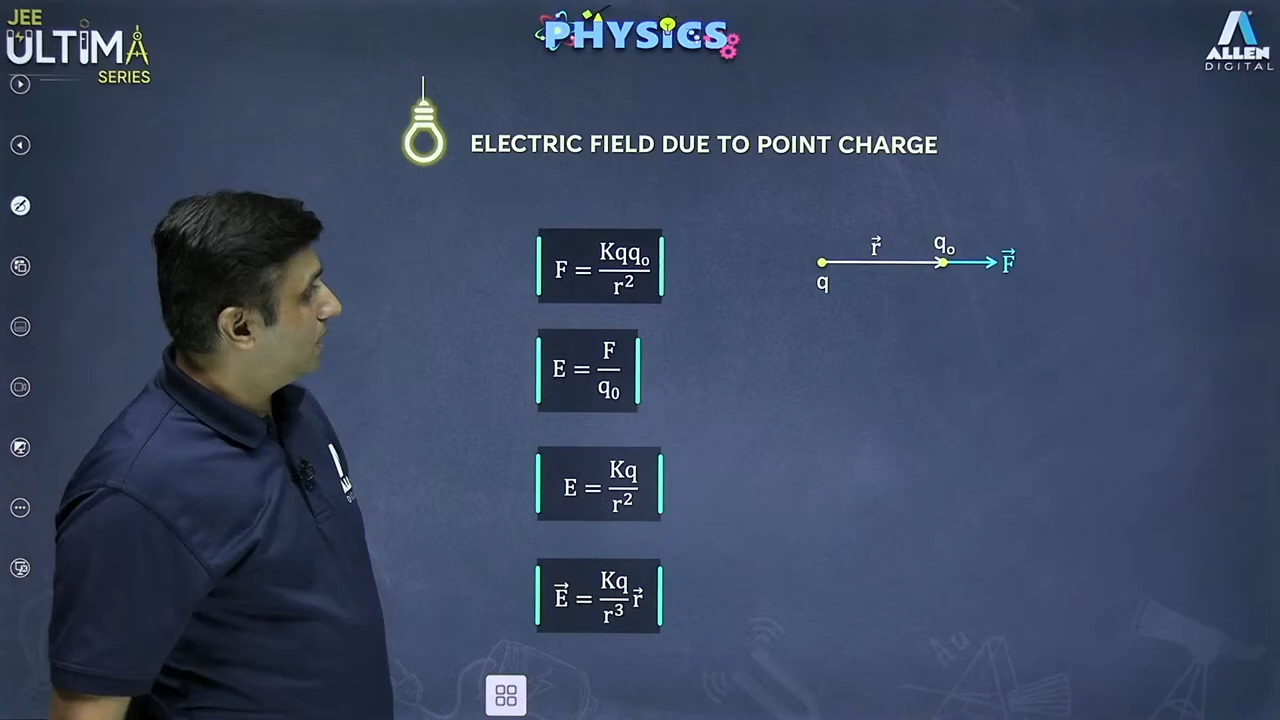 JEE
ULTIMA
SERIES
PHYSICS
ALLEN
DIGITAL
ELECTRIC FIELD DUE TO POINT CHARGE
F = Kqq₀/r²
r⃗ q₀ F⃗
q
E = F/q₀
E = Kq/r²
E⃗ = Kq/r³ r⃗
Au